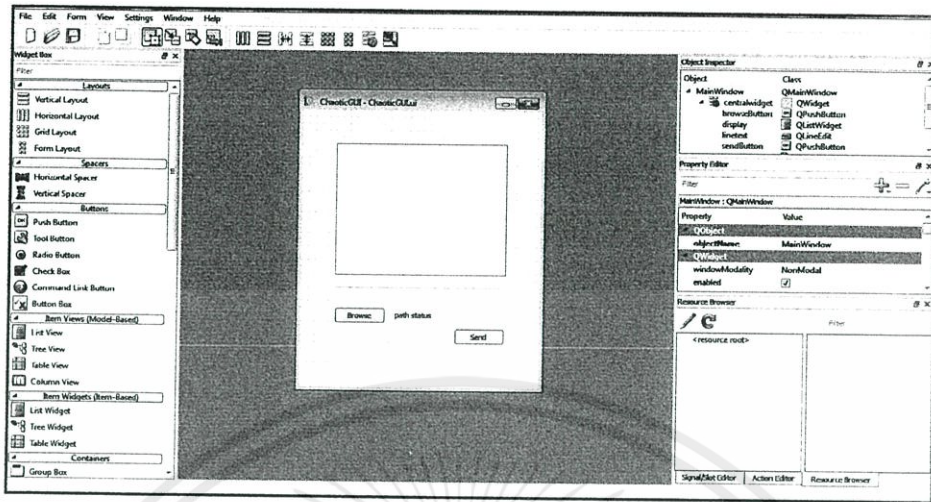 File Edit Form View Settings Window Help
Widget Box
Filter
Layouts
Vertical Layout
Horizontal Layout
Grid Layout
Form Layout
Spacers
Horizontal Spacer
Vertical Spacer
Buttons
Push Button
Tool Button
Radio Button
Check Box
Command Link Button
Button Box
Item Views (Model-Based)
List View
Tree View
Table View
Column View
Item Widgets (Item-Based)
List Widget
Tree Widget
Table Widget
Containers
Group Box
ChaoticGUI - ChaoticGUI.ui
Browse path status
Send
Object Inspector
Object Class
MainWindow QMainWindow
centralwidget QWidget
browseButton QPushButton
display QListWidget
linetext QLineEdit
sendButton QPushButton
Property Editor
Filter
MainWindow : QMainWindow
Property Value
QObject
objectName MainWindow
QWidget
windowModality NonModal
enabled
Resource Browser
Filter
<resource root>
Signal/Slot Editor Action Editor Resource Browser